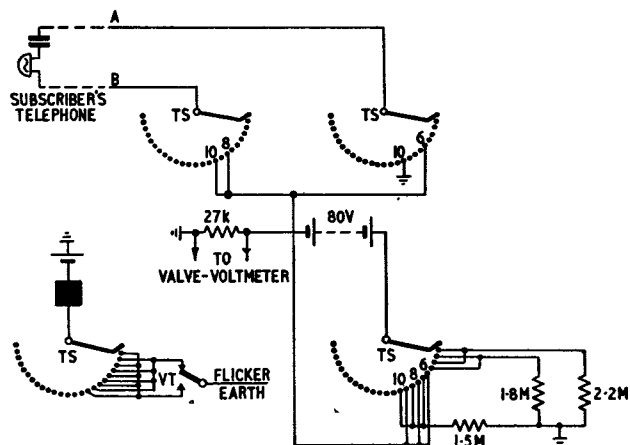 A
B
SUBSCRIBER'S
TELEPHONE
TS
10 8
TS
10 6
27k
80V
TO
VALVE-VOLTMETER
TS
VT
FLICKER
EARTH
TS
10 8 6
1·5M
1·8M
2·2M